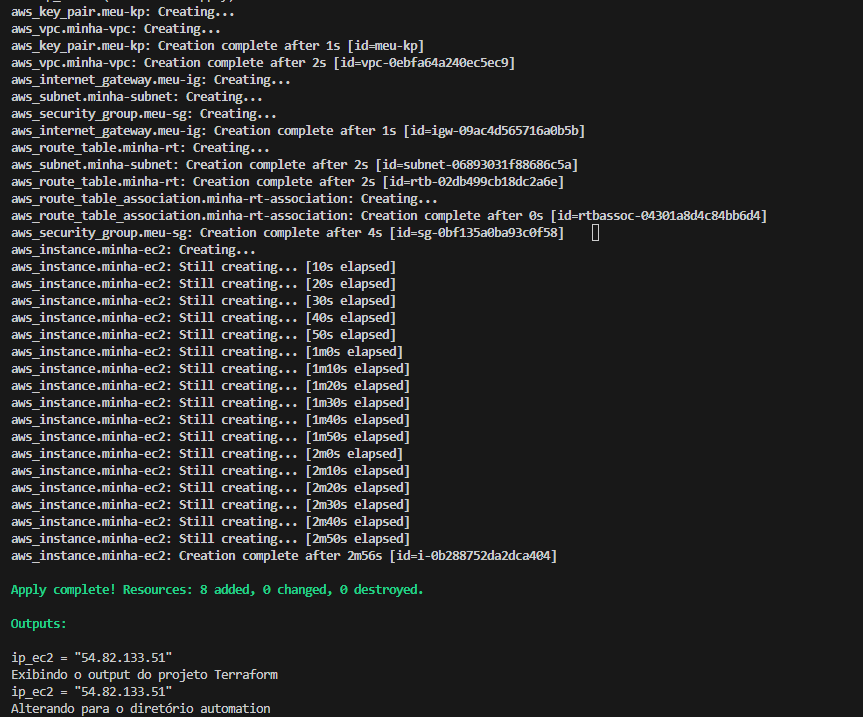 aws_key_pair.meu-kp: Creating...
aws_vpc.minha-vpc: Creating...
aws_key_pair.meu-kp: Creation complete after 1s [id=meu-kp]
aws_vpc.minha-vpc: Creation complete after 2s [id=vpc-0ebfa64a240ec5ec9]
aws_internet_gateway.meu-ig: Creating...
aws_subnet.minha-subnet: Creating...
aws_security_group.meu-sg: Creating...
aws_internet_gateway.meu-ig: Creation complete after 1s [id=igw-09ac4d565716a0b5b]
aws_route_table.minha-rt: Creating...
aws_subnet.minha-subnet: Creation complete after 2s [id=subnet-06893031f88686c5a]
aws_route_table.minha-rt: Creation complete after 2s [id=rtb-02db499cb18dc2a6e]
aws_route_table_association.minha-rt-association: Creating...
aws_route_table_association.minha-rt-association: Creation complete after 0s [id=rtbassoc-04301a8d4c84bb6d4]
aws_security_group.meu-sg: Creation complete after 4s [id=sg-0bf135a0ba93c0f58]
aws_instance.minha-ec2: Creating...
aws_instance.minha-ec2: Still creating... [10s elapsed]
aws_instance.minha-ec2: Still creating... [20s elapsed]
aws_instance.minha-ec2: Still creating... [30s elapsed]
aws_instance.minha-ec2: Still creating... [40s elapsed]
aws_instance.minha-ec2: Still creating... [50s elapsed]
aws_instance.minha-ec2: Still creating... [1m0s elapsed]
aws_instance.minha-ec2: Still creating... [1m10s elapsed]
aws_instance.minha-ec2: Still creating... [1m20s elapsed]
aws_instance.minha-ec2: Still creating... [1m30s elapsed]
aws_instance.minha-ec2: Still creating... [1m40s elapsed]
aws_instance.minha-ec2: Still creating... [1m50s elapsed]
aws_instance.minha-ec2: Still creating... [2m0s elapsed]
aws_instance.minha-ec2: Still creating... [2m10s elapsed]
aws_instance.minha-ec2: Still creating... [2m20s elapsed]
aws_instance.minha-ec2: Still creating... [2m30s elapsed]
aws_instance.minha-ec2: Still creating... [2m40s elapsed]
aws_instance.minha-ec2: Still creating... [2m50s elapsed]
aws_instance.minha-ec2: Creation complete after 2m56s [id=i-0b288752da2dca404]
Apply complete! Resources: 8 added, 0 changed, 0 destroyed.
Outputs:
ip_ec2 = "54.82.133.51"
Exibindo o output do projeto Terraform
ip_ec2 = "54.82.133.51"
Alterando para o diretório automation